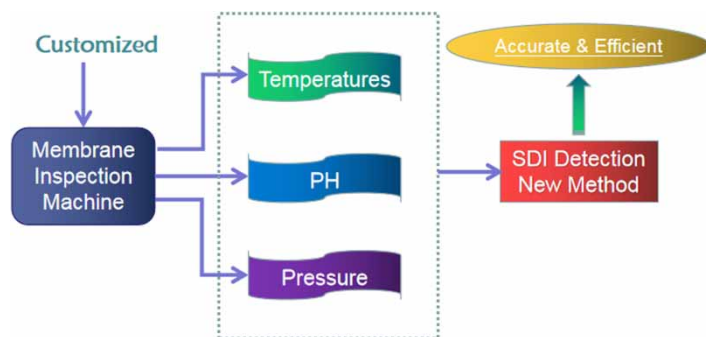 Customized
Membrane
Inspection
Machine
Temperatures
PH
Pressure
SDI Detection
New Method
Accurate & Efficient